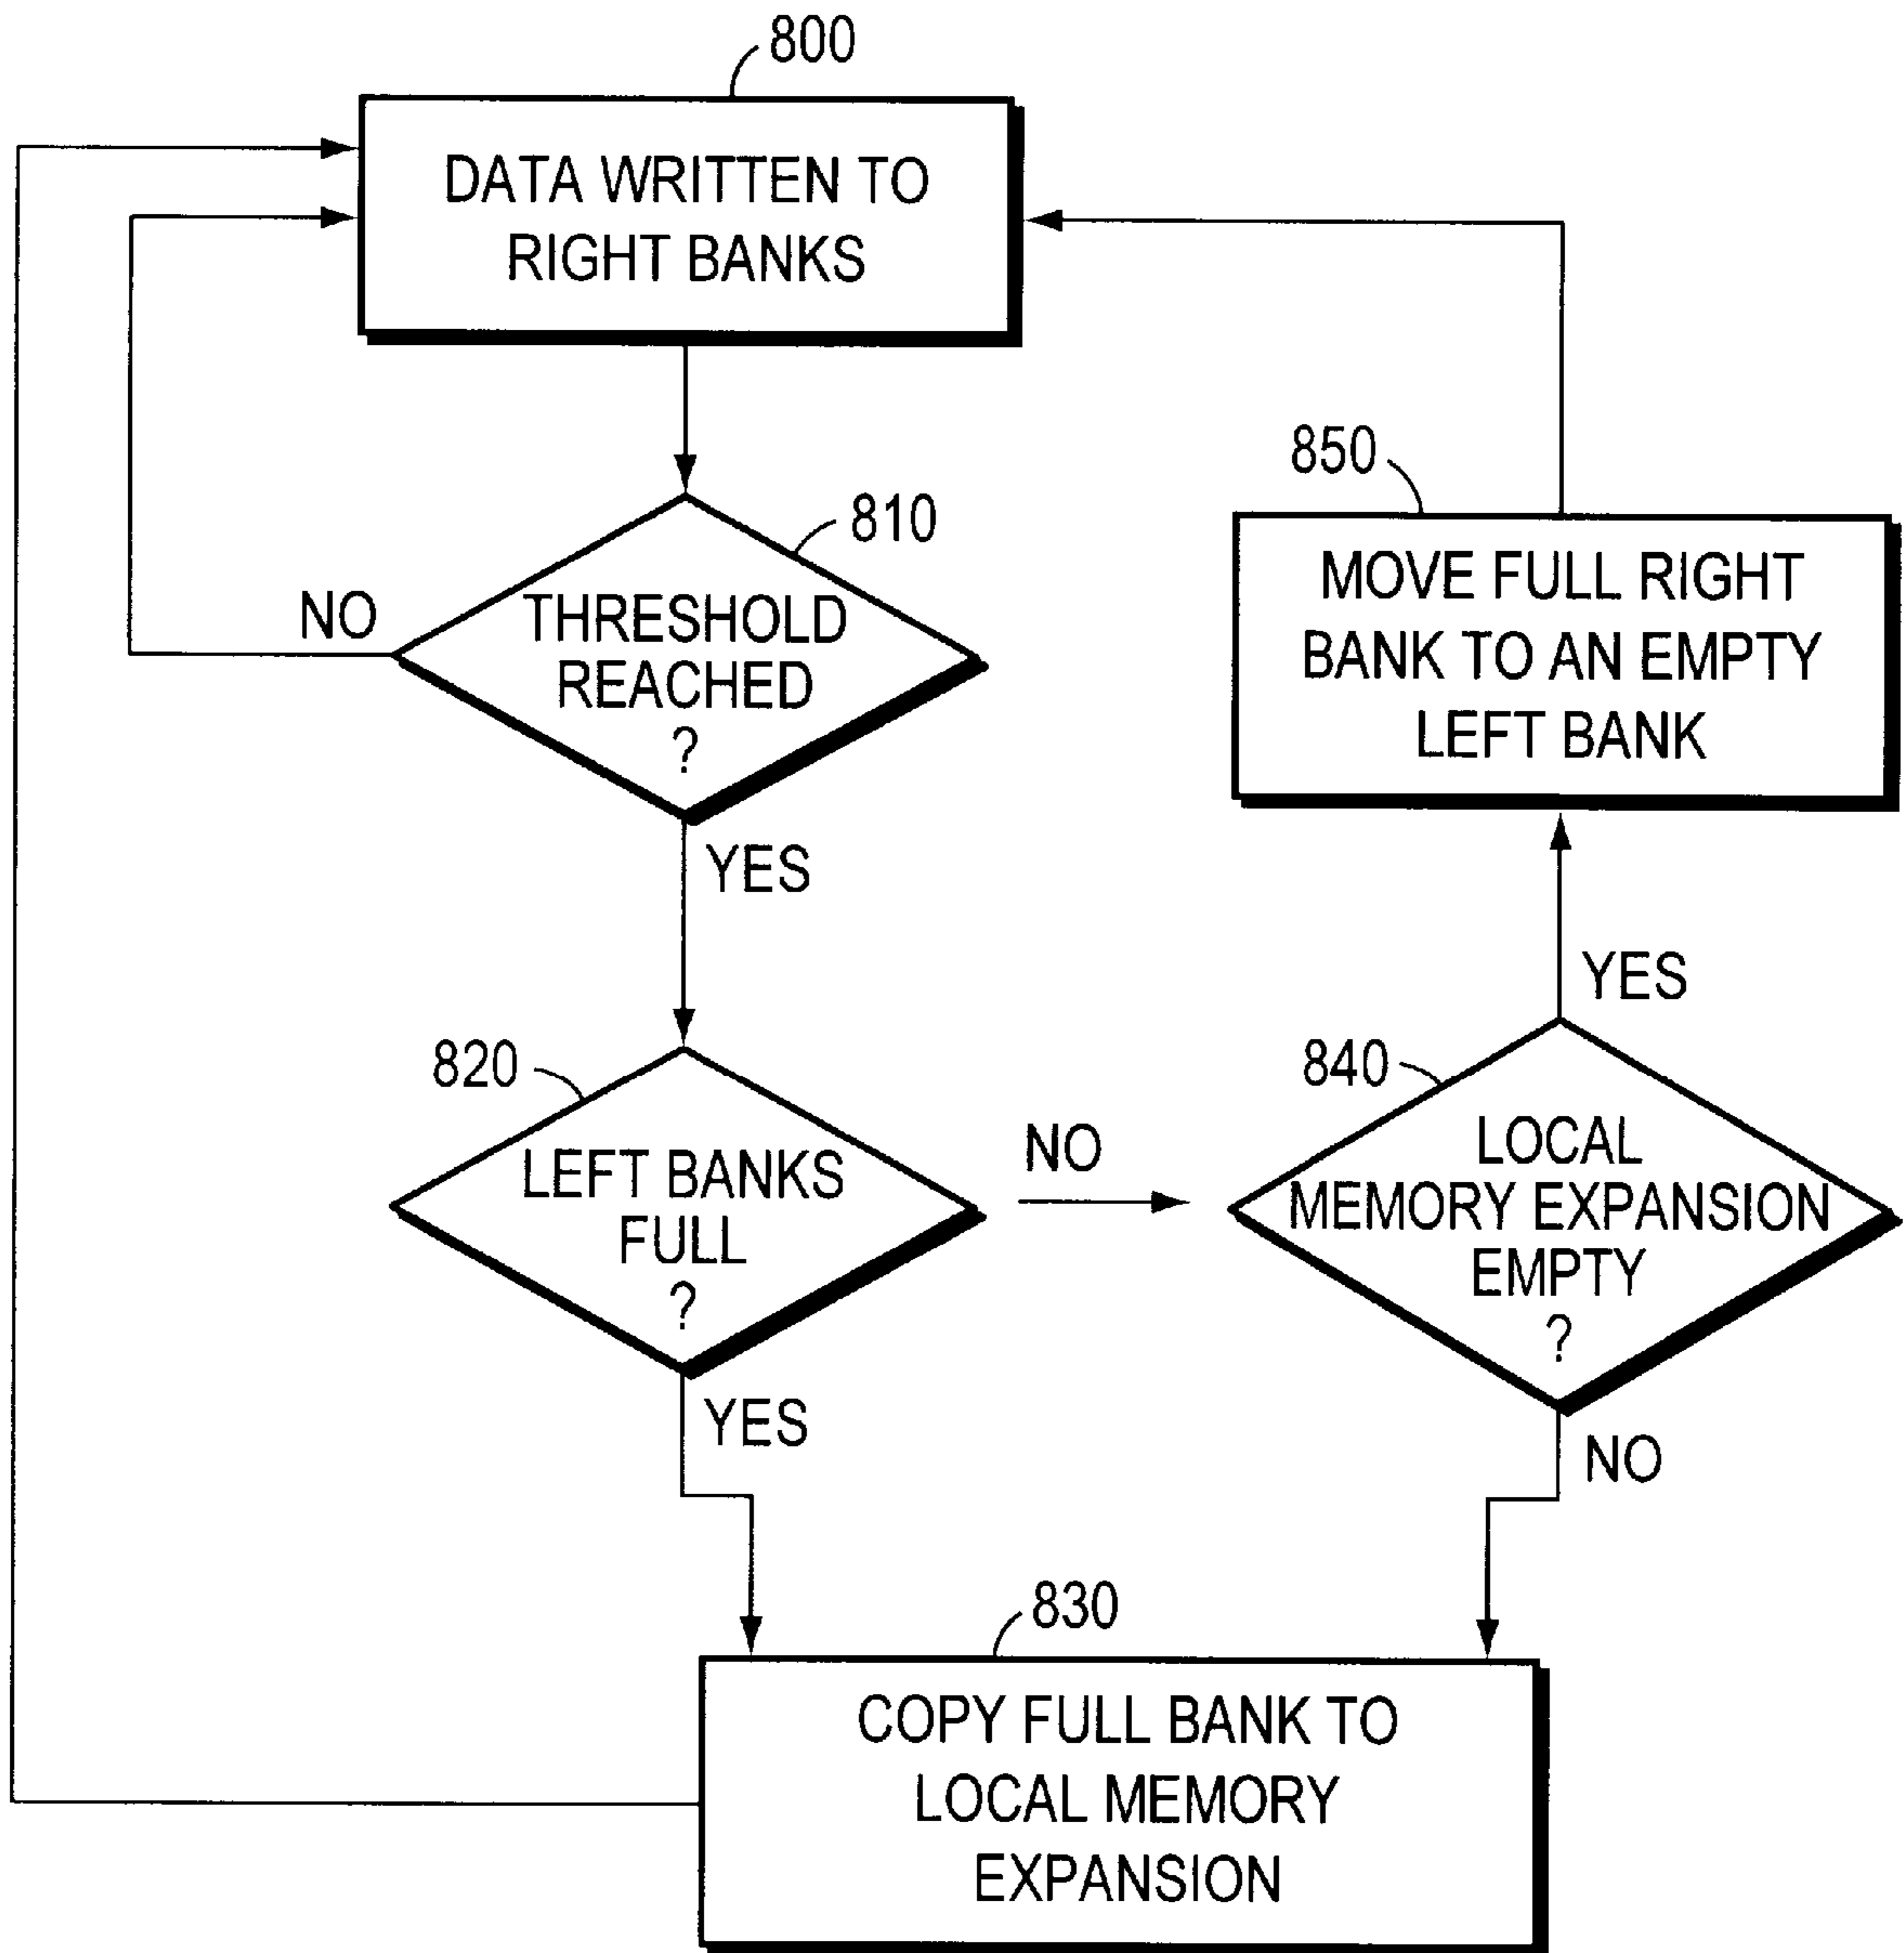 800
DATA WRITTEN TO
RIGHT BANKS
810
THRESHOLD
REACHED
?
NO
YES
850
MOVE FULL RIGHT
BANK TO AN EMPTY
LEFT BANK
820
LEFT BANKS
FULL
?
NO
YES
840
LOCAL
MEMORY EXPANSION
EMPTY
?
YES
NO
830
COPY FULL BANK TO
LOCAL MEMORY
EXPANSION